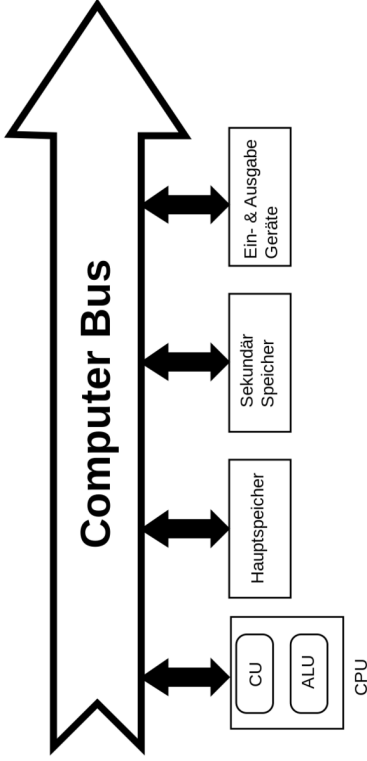 Computer Bus
CU
ALU
CPU
Hauptspeicher
Sekundär
Speicher
Ein- & Ausgabe
Geräte